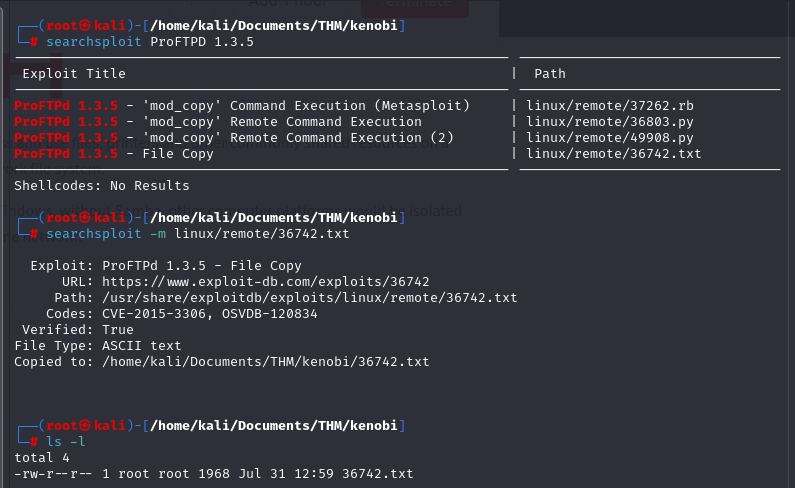 Add 1 hour Terminate
┌──(root㉿kali)-[/home/kali/Documents/THM/kenobi]
└─# searchsploit ProFTPD 1.3.5
Exploit Title | Path
ProFTPd 1.3.5 - 'mod_copy' Command Execution (Metasploit) | linux/remote/37262.rb
ProFTPd 1.3.5 - 'mod_copy' Remote Command Execution | linux/remote/36803.py
ProFTPd 1.3.5 - 'mod_copy' Remote Command Execution (2) | linux/remote/49908.py
ProFTPd 1.3.5 - File Copy | linux/remote/36742.txt
Shellcodes: No Results
┌──(root㉿kali)-[/home/kali/Documents/THM/kenobi]
└─# searchsploit -m linux/remote/36742.txt
Exploit: ProFTPd 1.3.5 - File Copy
URL: https://www.exploit-db.com/exploits/36742
Path: /usr/share/exploitdb/exploits/linux/remote/36742.txt
Codes: CVE-2015-3306, OSVDB-120834
Verified: True
File Type: ASCII text
Copied to: /home/kali/Documents/THM/kenobi/36742.txt
┌──(root㉿kali)-[/home/kali/Documents/THM/kenobi]
└─# ls -l
total 4
-rw-r--r-- 1 root root 1968 Jul 31 12:59 36742.txt